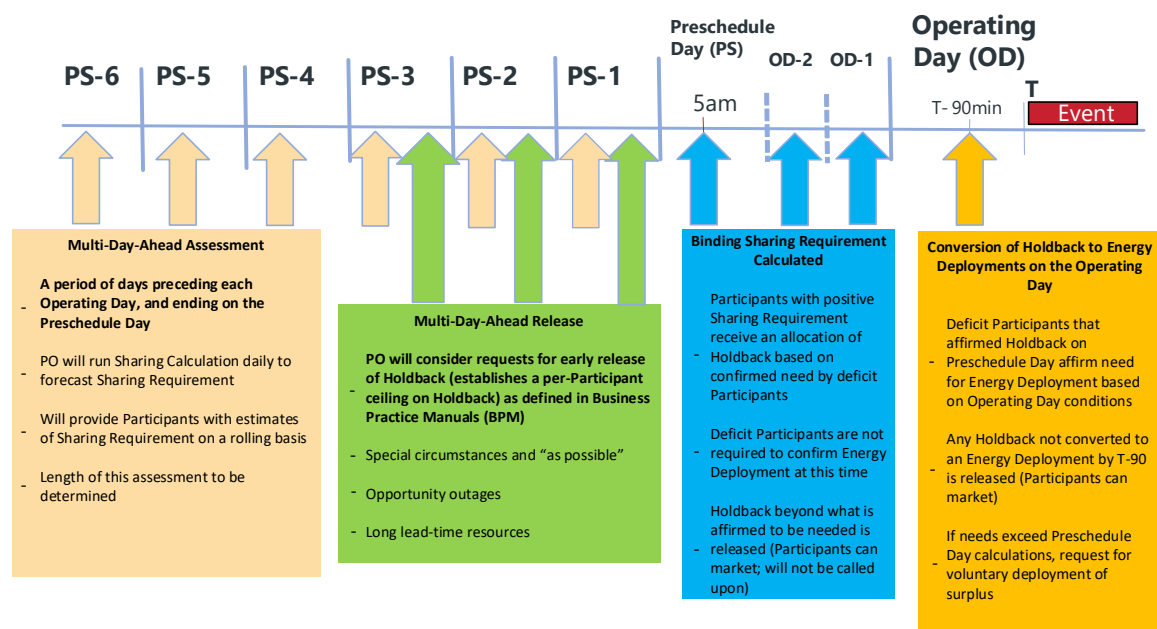 PS-6
PS-5
PS-4
PS-3
PS-2
PS-1
Preschedule
Day (PS)
5am
OD-2
OD-1
Operating
Day (OD)
T
T- 90min
Event
Multi-Day-Ahead Assessment
- A period of days preceding each
Operating Day, and ending on the
Preschedule Day
- PO will run Sharing Calculation daily to
forecast Sharing Requirement
- Will provide Participants with estimates
of Sharing Requirement on a rolling basis
- Length of this assessment to be
determined
Multi-Day-Ahead Release
- PO will consider requests for early release
of Holdback (establishes a per-Participant
ceiling on Holdback) as defined in Business
Practice Manuals (BPM)
- Special circumstances and “as possible”
- Opportunity outages
- Long lead-time resources
Binding Sharing Requirement
Calculated
- Participants with positive
Sharing Requirement
receive an allocation of
Holdback based on
confirmed need by deficit
Participants
- Deficit Participants are not
required to confirm Energy
Deployment at this time
- Holdback beyond what is
affirmed to be needed is
released (Participants can
market; will not be called
upon)
Conversion of Holdback to Energy
Deployments on the Operating
Day
- Deficit Participants that
affirmed Holdback on
Preschedule Day affirm need
for Energy Deployment based
on Operating Day conditions
- Any Holdback not converted to
an Energy Deployment by T-90
is released (Participants can
market)
- If needs exceed Preschedule
Day calculations, request for
voluntary deployment of
surplus